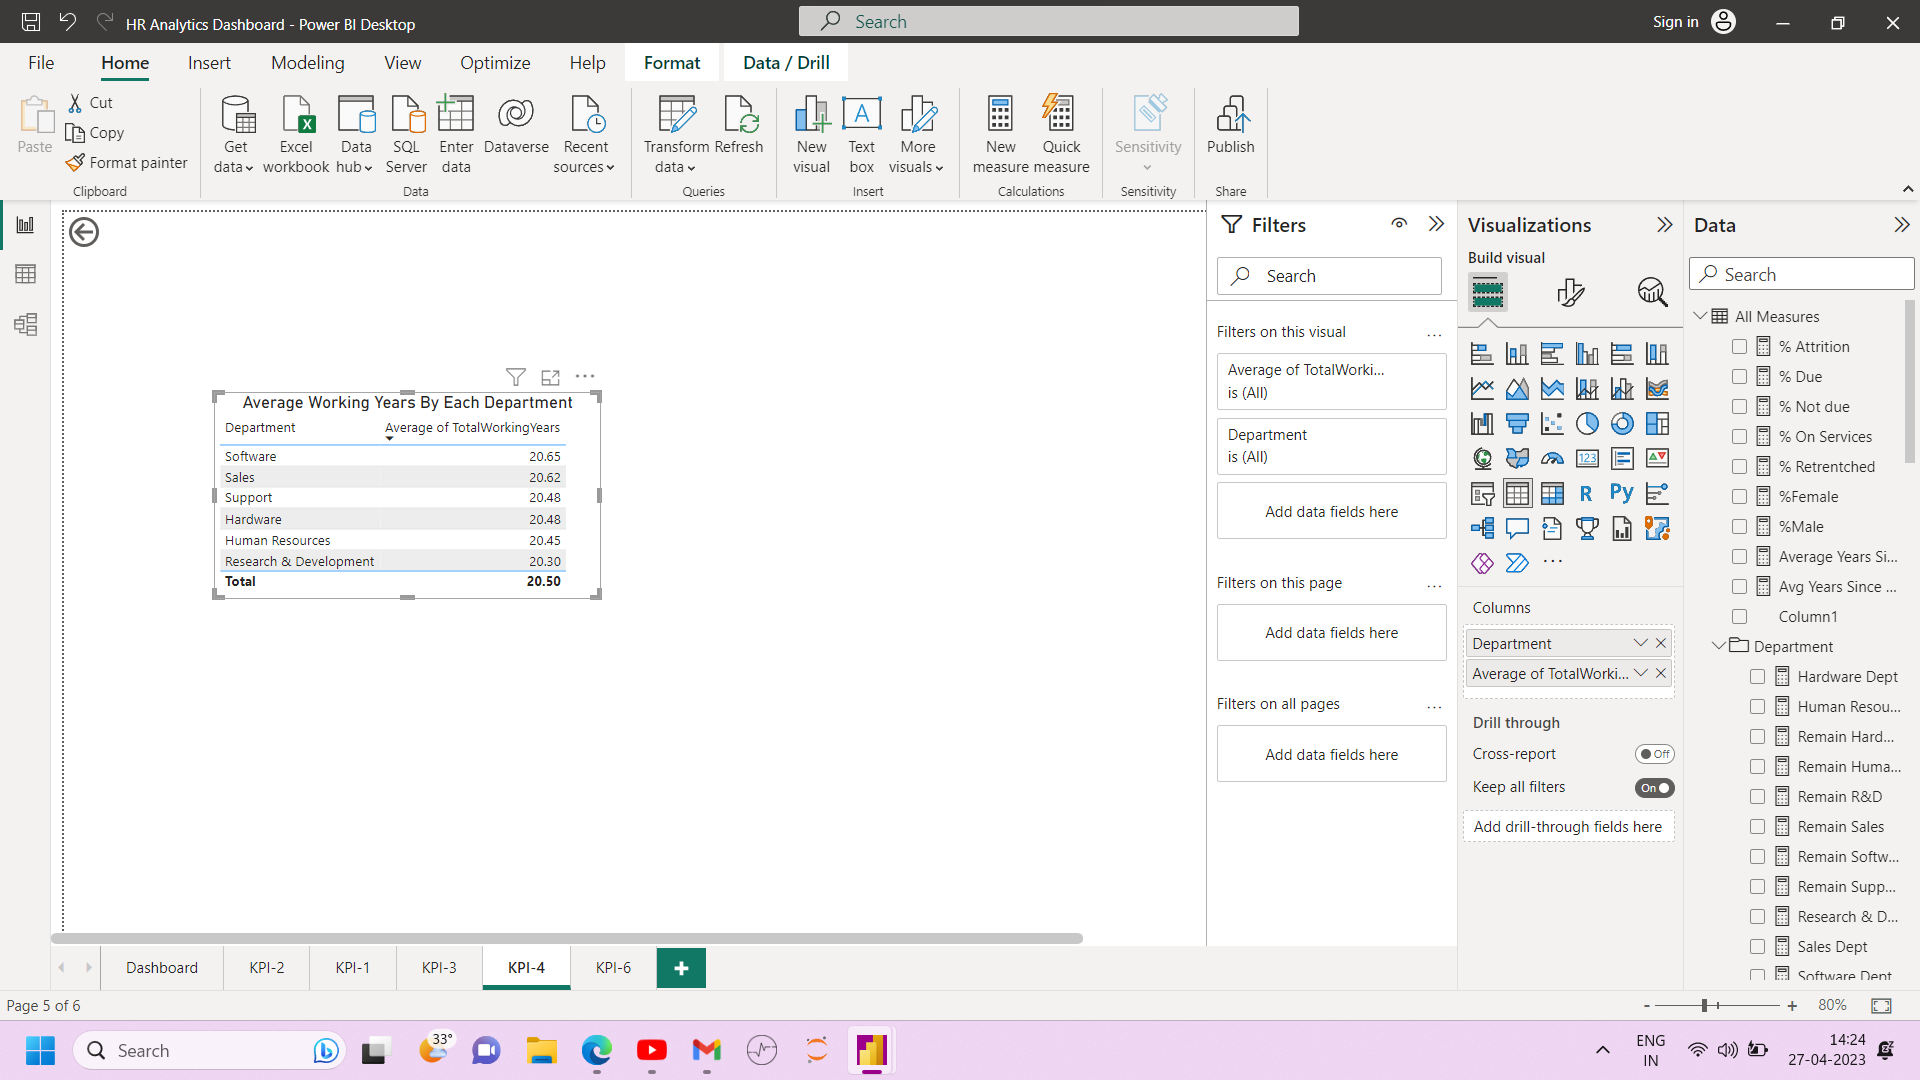 HR Analytics Dashboard - Power BI Desktop
Search
Sign in
File
Home
Insert
Modeling
View
Optimize
Help
Format
Data / Drill
Paste
Cut
Copy
Format painter
Clipboard
Get data
Excel workbook
Data hub
SQL Server
Enter data
Dataverse
Recent sources
Data
Transform data
Refresh
Queries
New visual
Text box
More visuals
Insert
New measure
Quick measure
Calculations
Sensitivity
Sensitivity
Publish
Share
Average Working Years By Each Department
Department Average of TotalWorkingYears
Software 20.65
Sales 20.62
Support 20.48
Hardware 20.48
Human Resources 20.45
Research & Development 20.30
Total 20.50
Filters
Search
Filters on this visual ...
Average of TotalWorki...
is (All)
Department
is (All)
Add data fields here
Filters on this page ...
Add data fields here
Filters on all pages ...
Add data fields here
Visualizations
Build visual
123
R
Py
...
Columns
Department
Average of TotalWorki...
Drill through
Cross-report Off
Keep all filters On
Add drill-through fields here
Data
Search
All Measures
% Attrition
% Due
% Not due
% On Services
% Retrentched
%Female
%Male
Average Years Si...
Avg Years Since ...
Column1
Department
Hardware Dept
Human Resou...
Remain Hard...
Remain Huma...
Remain R&D
Remain Sales
Remain Softw...
Remain Supp...
Research & D...
Sales Dept
Software Dept
Dashboard
KPI-2
KPI-1
KPI-3
KPI-4
KPI-6
+
Page 5 of 6
- + 80%
Search
33°
ENG
IN
14:24
27-04-2023